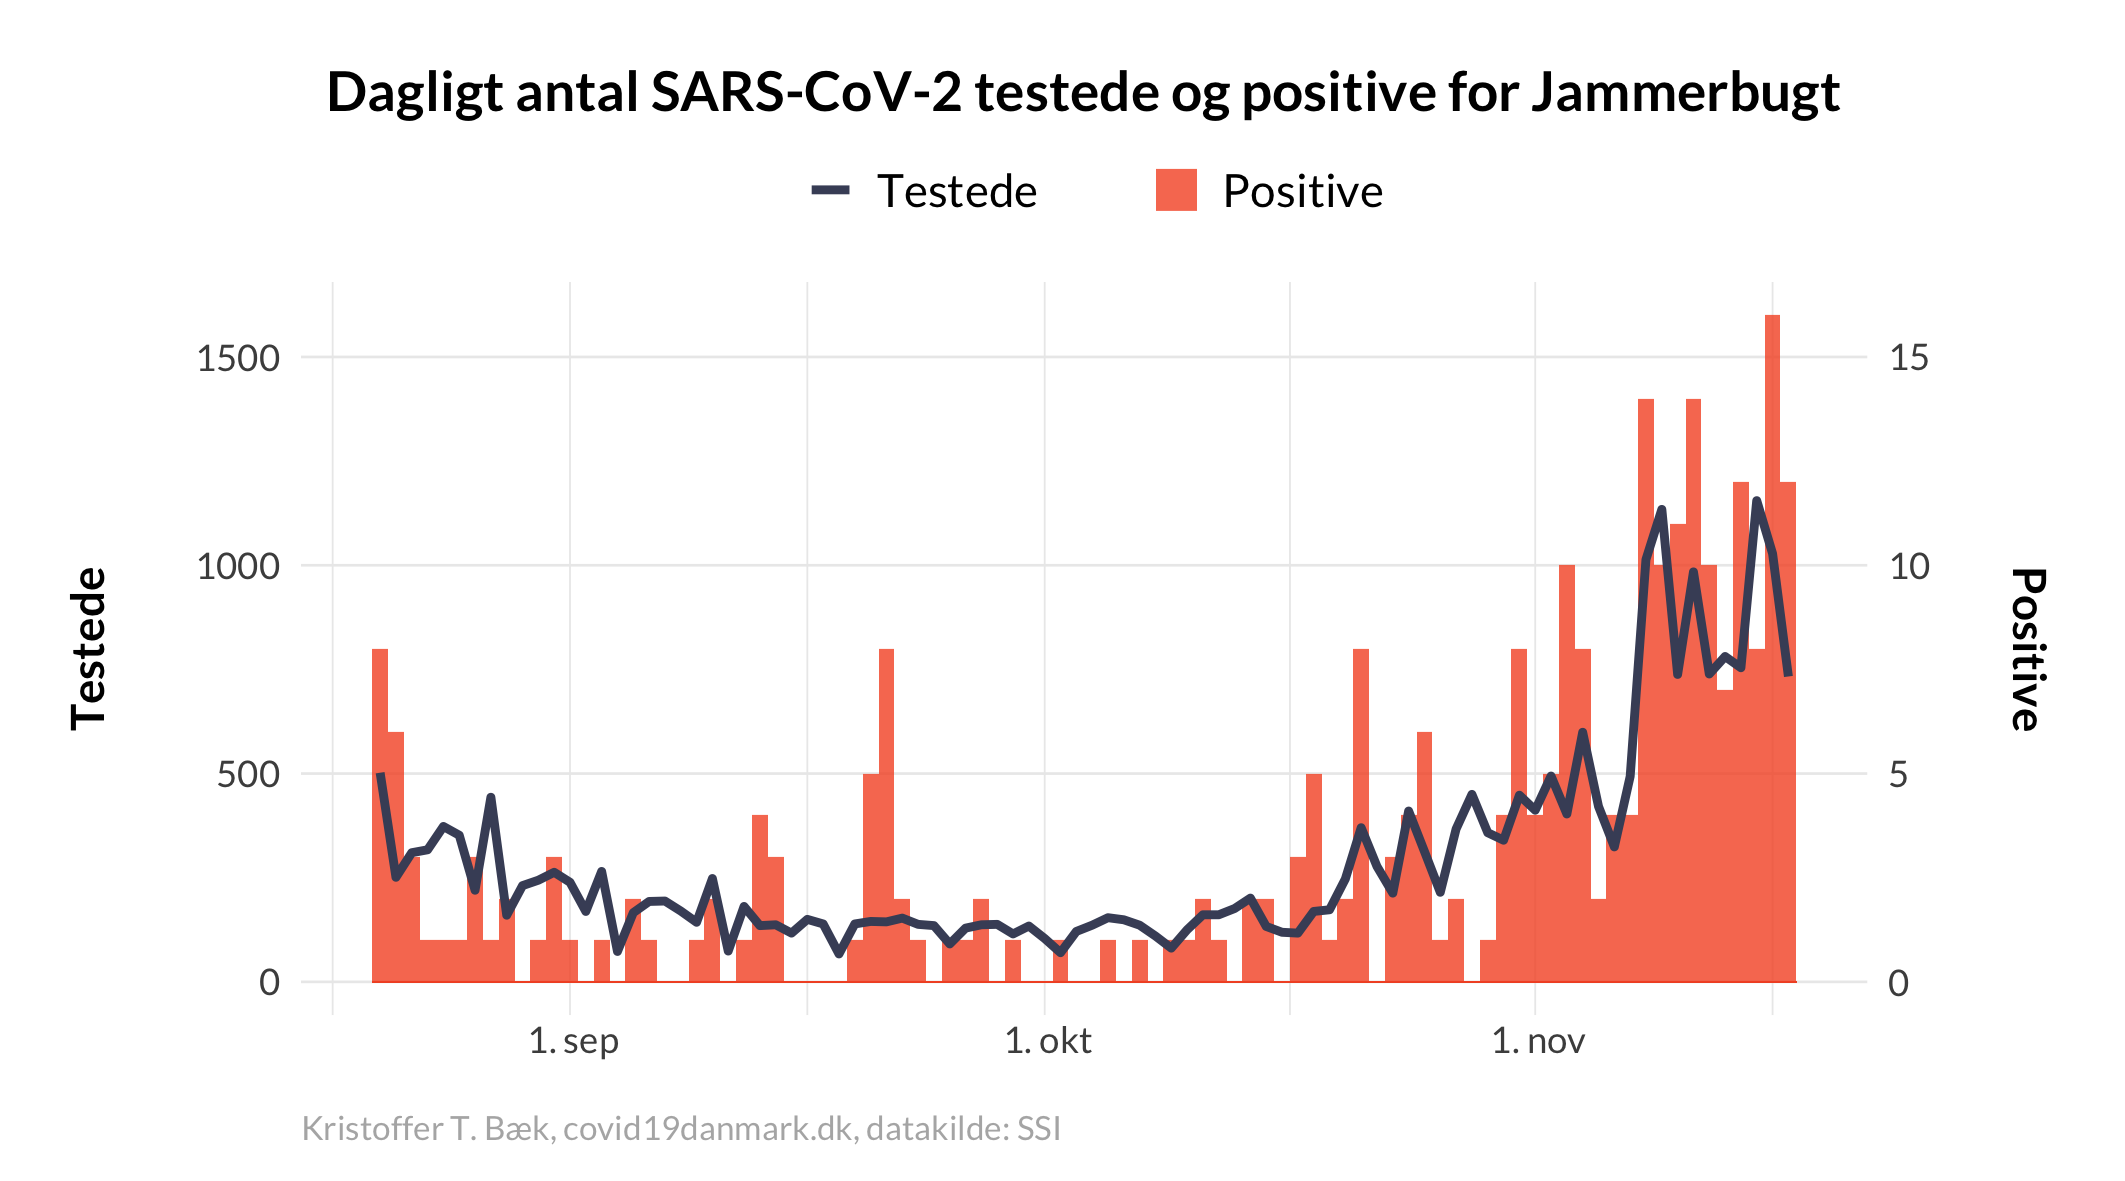 Dagligt antal SARS-CoV-2 testede og positive for Jammerbugt
Testede Positive
1500 15
1000 10
500 5
0 0
Testede
Positive
1. sep 1. okt 1. nov
Kristoffer T. Bæk, covid19danmark.dk, datakilde: SSI